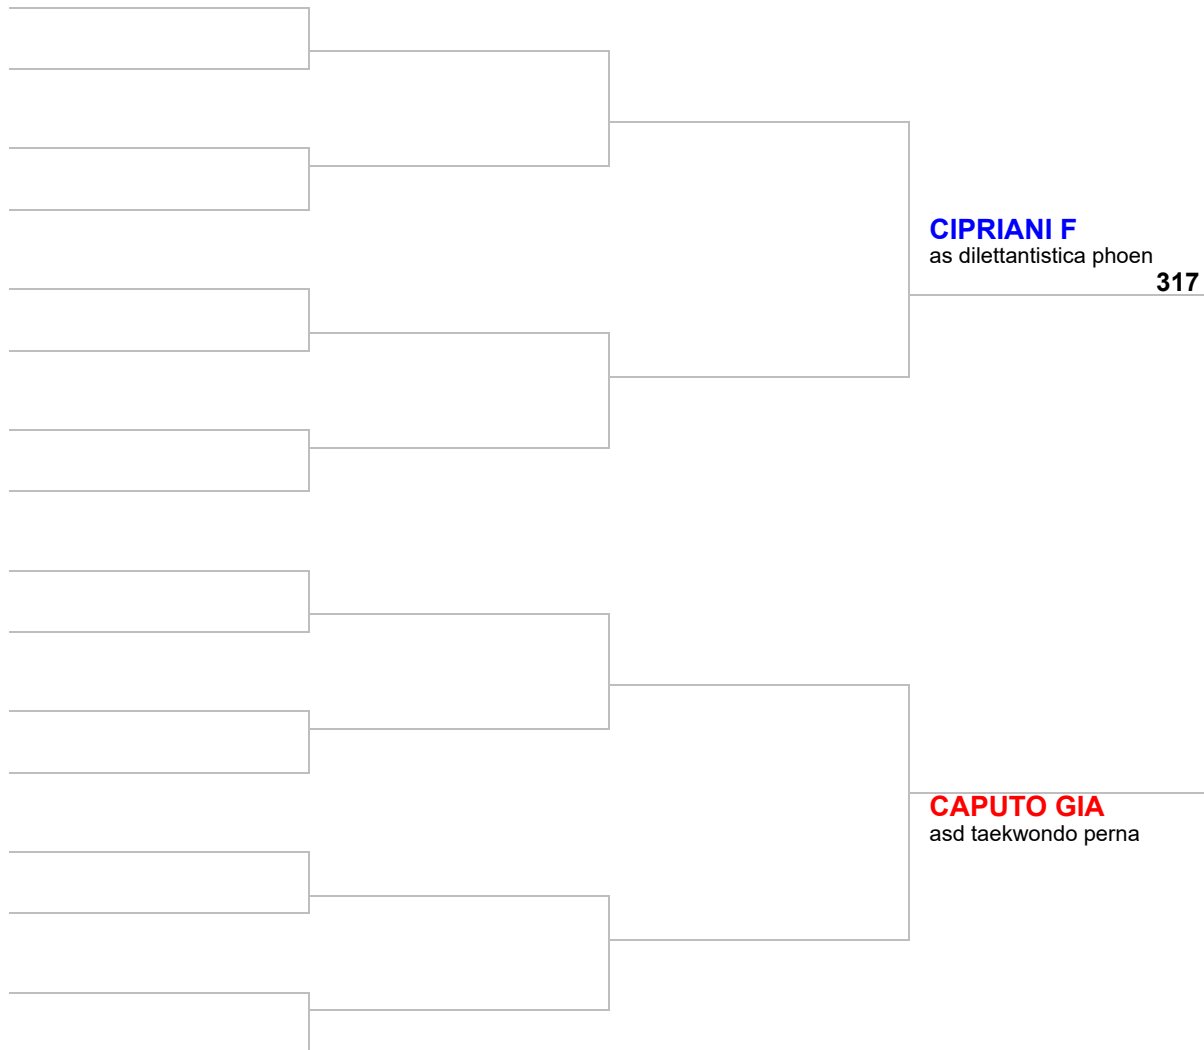 CIPRIANI F
as dilettantistica phoen
317
CAPUTO GIA
asd taekwondo perna